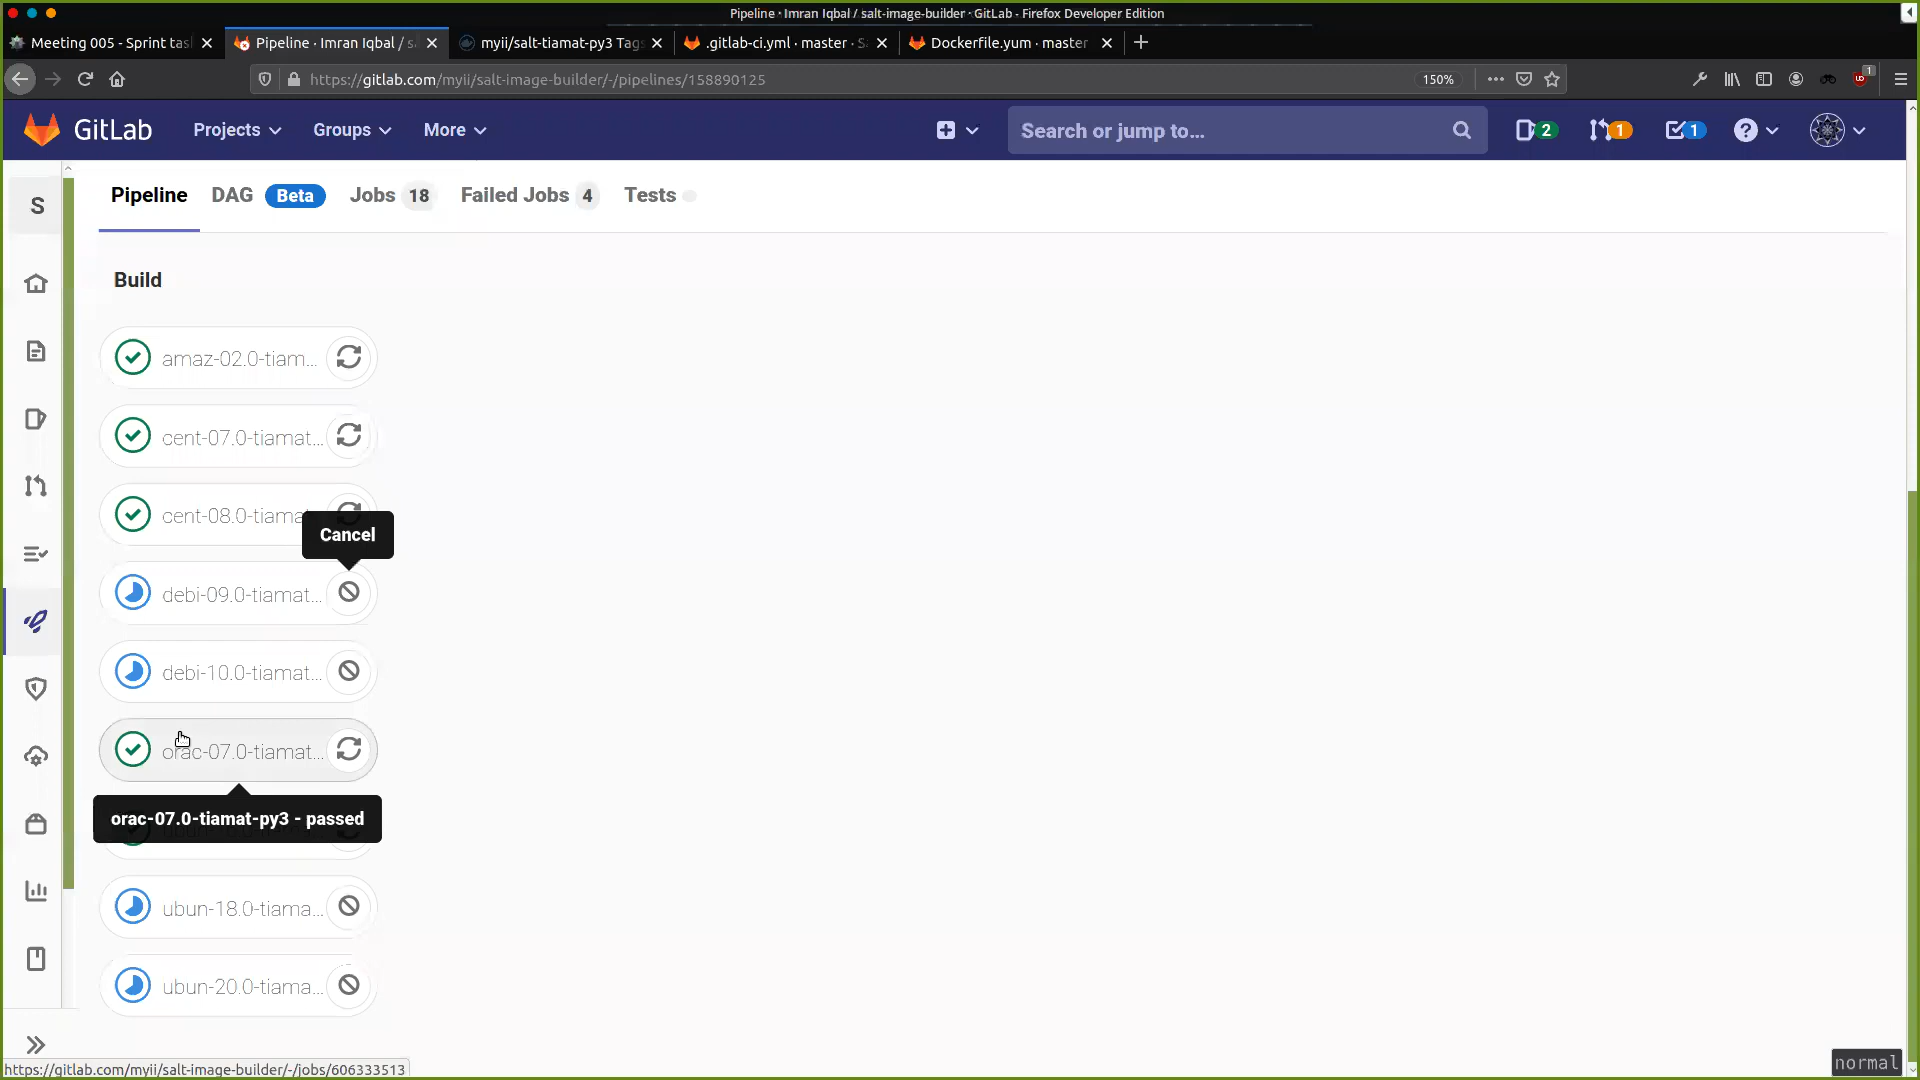 Pipeline · Imran Iqbal / salt-image-builder · GitLab - Firefox Developer Edition
Meeting 005 - Sprint tas
Pipeline · Imran Iqbal / s
myii/salt-tiamat-py3 Tags
.gitlab-ci.yml · master · S
Dockerfile.yum · master
https://gitlab.com/myii/salt-image-builder/-/pipelines/158890125
150%
1
GitLab
Projects
Groups
More
Search or jump to...
2
1
1
S
Pipeline
DAG Beta
Jobs 18
Failed Jobs 4
Tests
Build
amaz-02.0-tiam...
cent-07.0-tiamat...
cent-08.0-tiamat
Cancel
debi-09.0-tiamat...
debi-10.0-tiamat...
orac-07.0-tiamat...
orac-07.0-tiamat-py3 - passed
ubun-18.0-tiama...
ubun-20.0-tiama...
https://gitlab.com/myii/salt-image-builder/-/jobs/606333513
normal